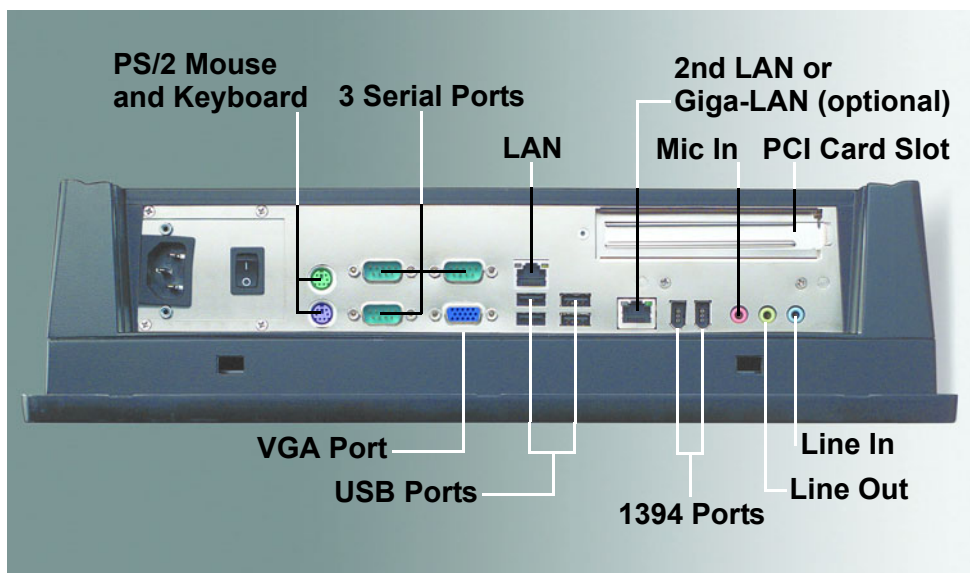 PS/2 Mouse
and Keyboard
3 Serial Ports
LAN
2nd LAN or
Giga-LAN (optional)
Mic In
PCI Card Slot
VGA Port
USB Ports
1394 Ports
Line In
Line Out